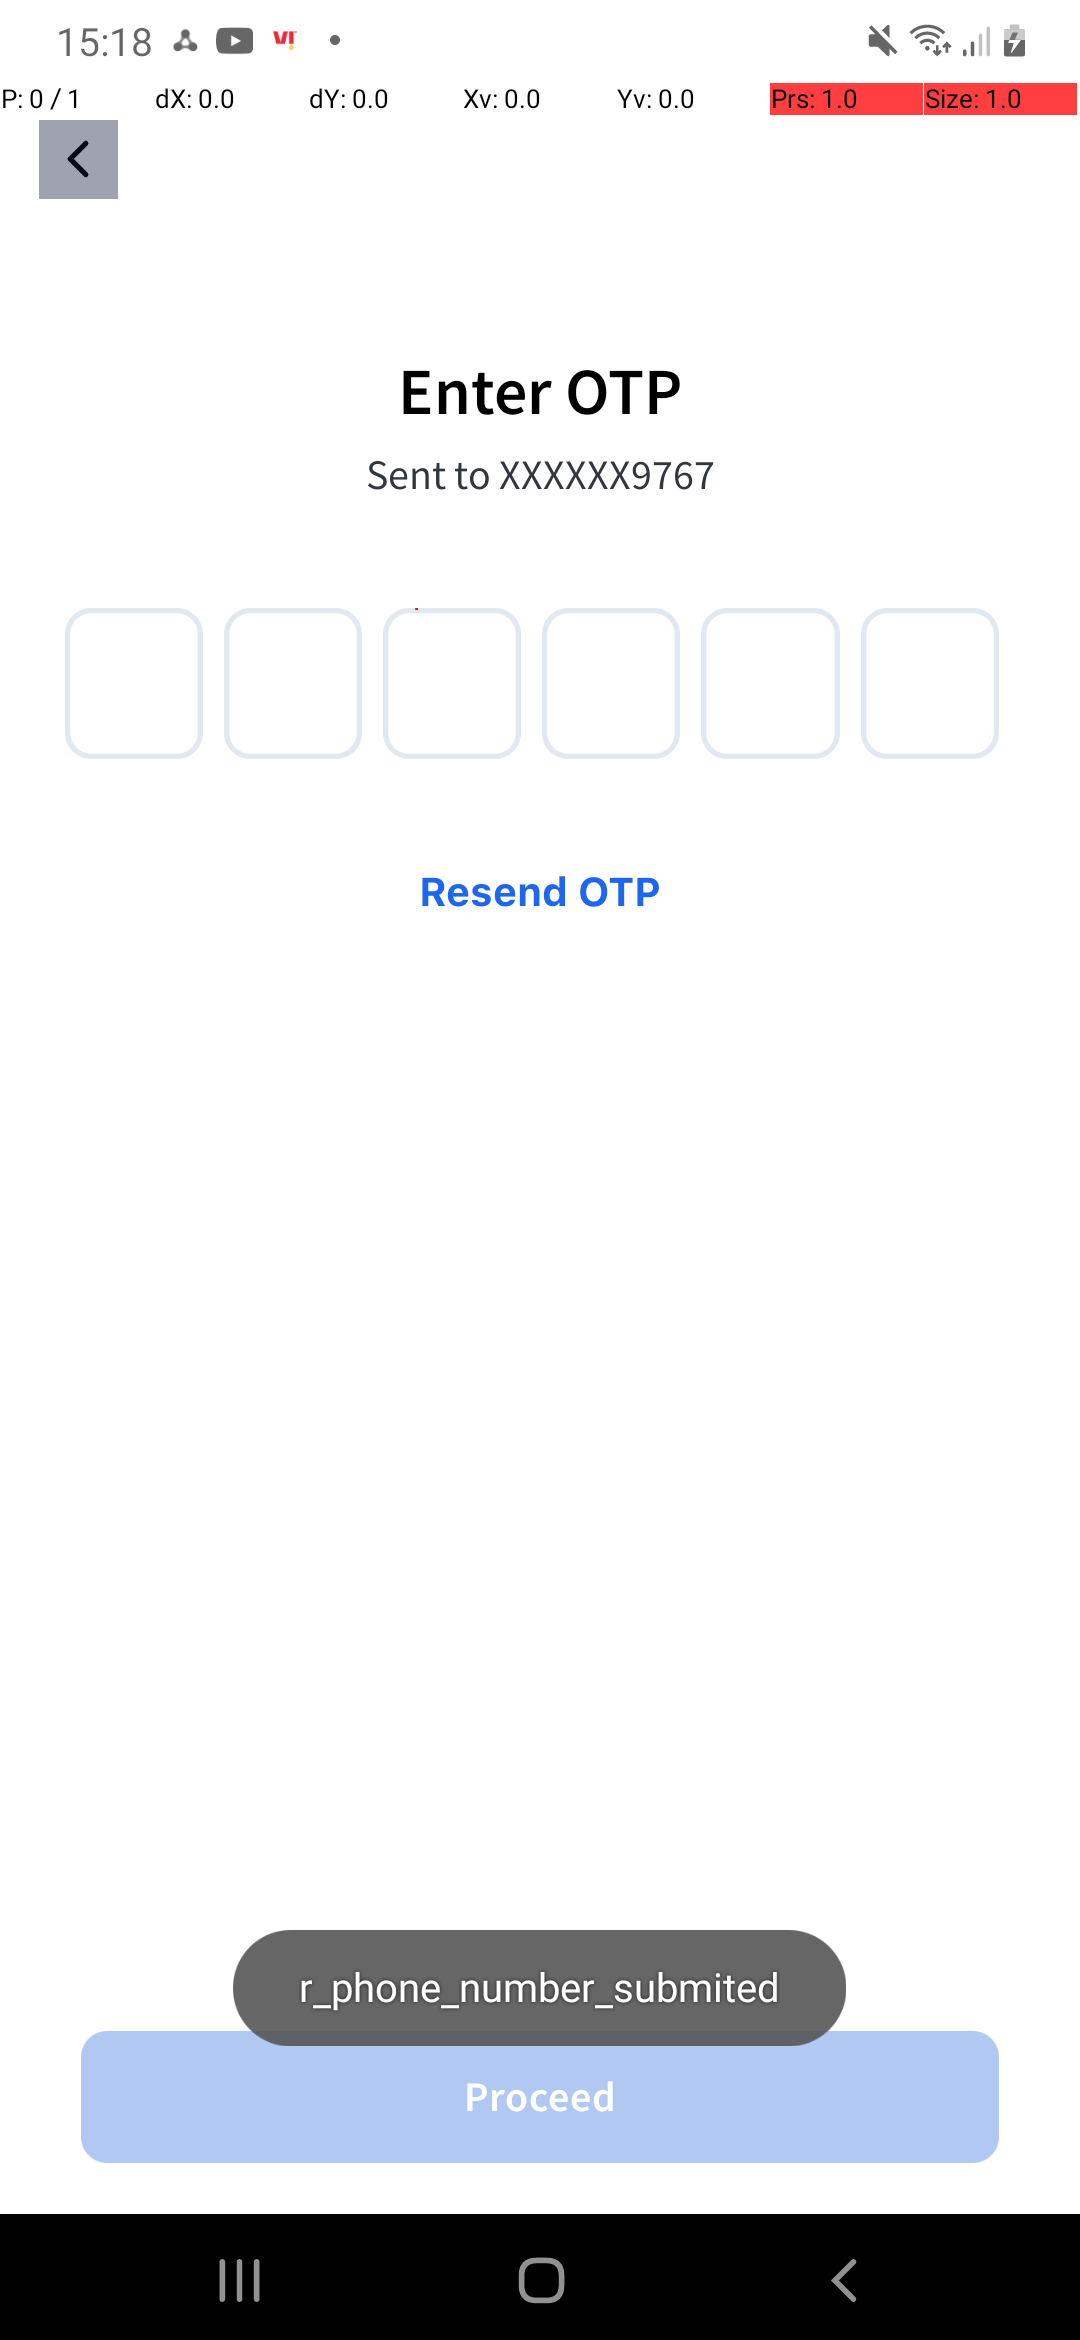 15:18
P: 0 / 1 dX: 0.0 dY: 0.0 Xv: 0.0 Yv: 0.0 Prs: 1.0 Size: 1.0
Enter OTP
Sent to XXXXXX9767
Resend OTP
r_phone_number_submited
Proceed